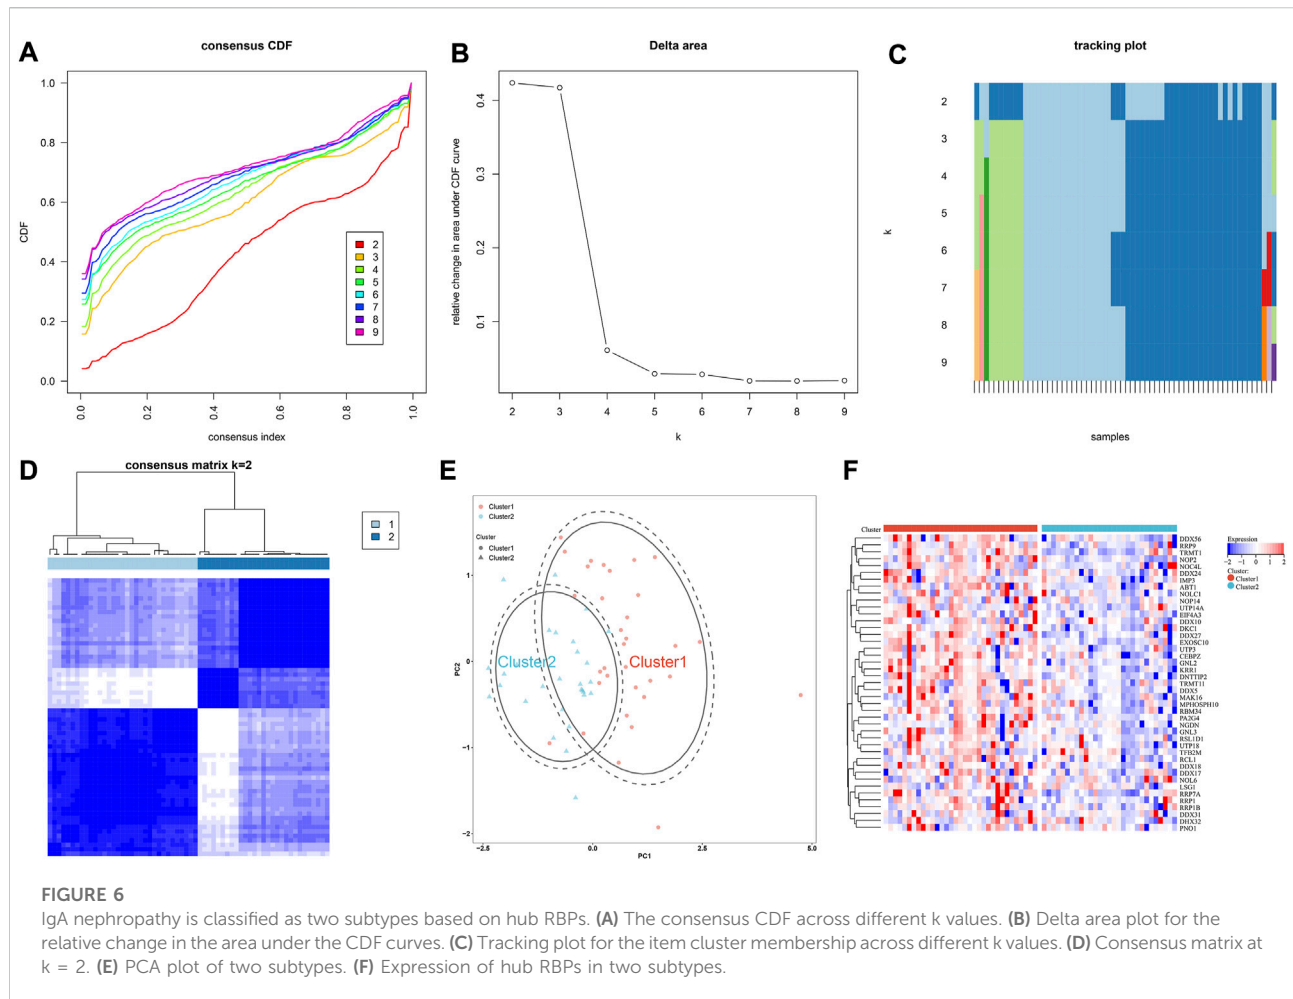 A
consensus CDF
1.0
0.8
0.6
0.4
0.2
0.0
CDF
2
3
4
5
6
7
8
9
0.0
0.2
0.4
0.6
0.8
1.0
consensus index
B
Delta area
relative change in area under CDF curve
0.4
0.3
0.2
0.1
2 3 4 5 6 7 8 9
k
C
tracking plot
2
3
4
5
6
7
8
9
k
samples
D
consensus matrix k=2
1
2
E
Cluster1
Cluster2
Cluster
Cluster1
Cluster2
Cluster2
Cluster1
PC2
1
0
−1
−2
−2.5 0.0 2.5 5.0
PC1
F
Cluster
DDX56
RRP9
TRMT1
NOP2
NOC4L
DDX24
IMP3
ABT1
NOLC1
NOP14
UTP14A
EIF4A3
DDX10
DKC1
DDX27
EXOSC10
UTP3
CEBPZ
GNL2
KRR1
DNTTIP2
TRMT11
DDX5
MAK16
MPHOSPH10
RBM34
PA2G4
NGDN
GNL3
RSL1D1
UTP18
TFB2M
RCL1
DDX18
DDX17
NOL6
LSG1
RRP7A
RRP1
RRP1B
DDX31
DHX32
PNO1
Expression
−2 −1 0 1 2
Cluster:
Cluster1
Cluster2
FIGURE 6
IgA nephropathy is classified as two subtypes based on hub RBPs. (A) The consensus CDF across different k values. (B) Delta area plot for the
relative change in the area under the CDF curves. (C) Tracking plot for the item cluster membership across different k values. (D) Consensus matrix at
k = 2. (E) PCA plot of two subtypes. (F) Expression of hub RBPs in two subtypes.